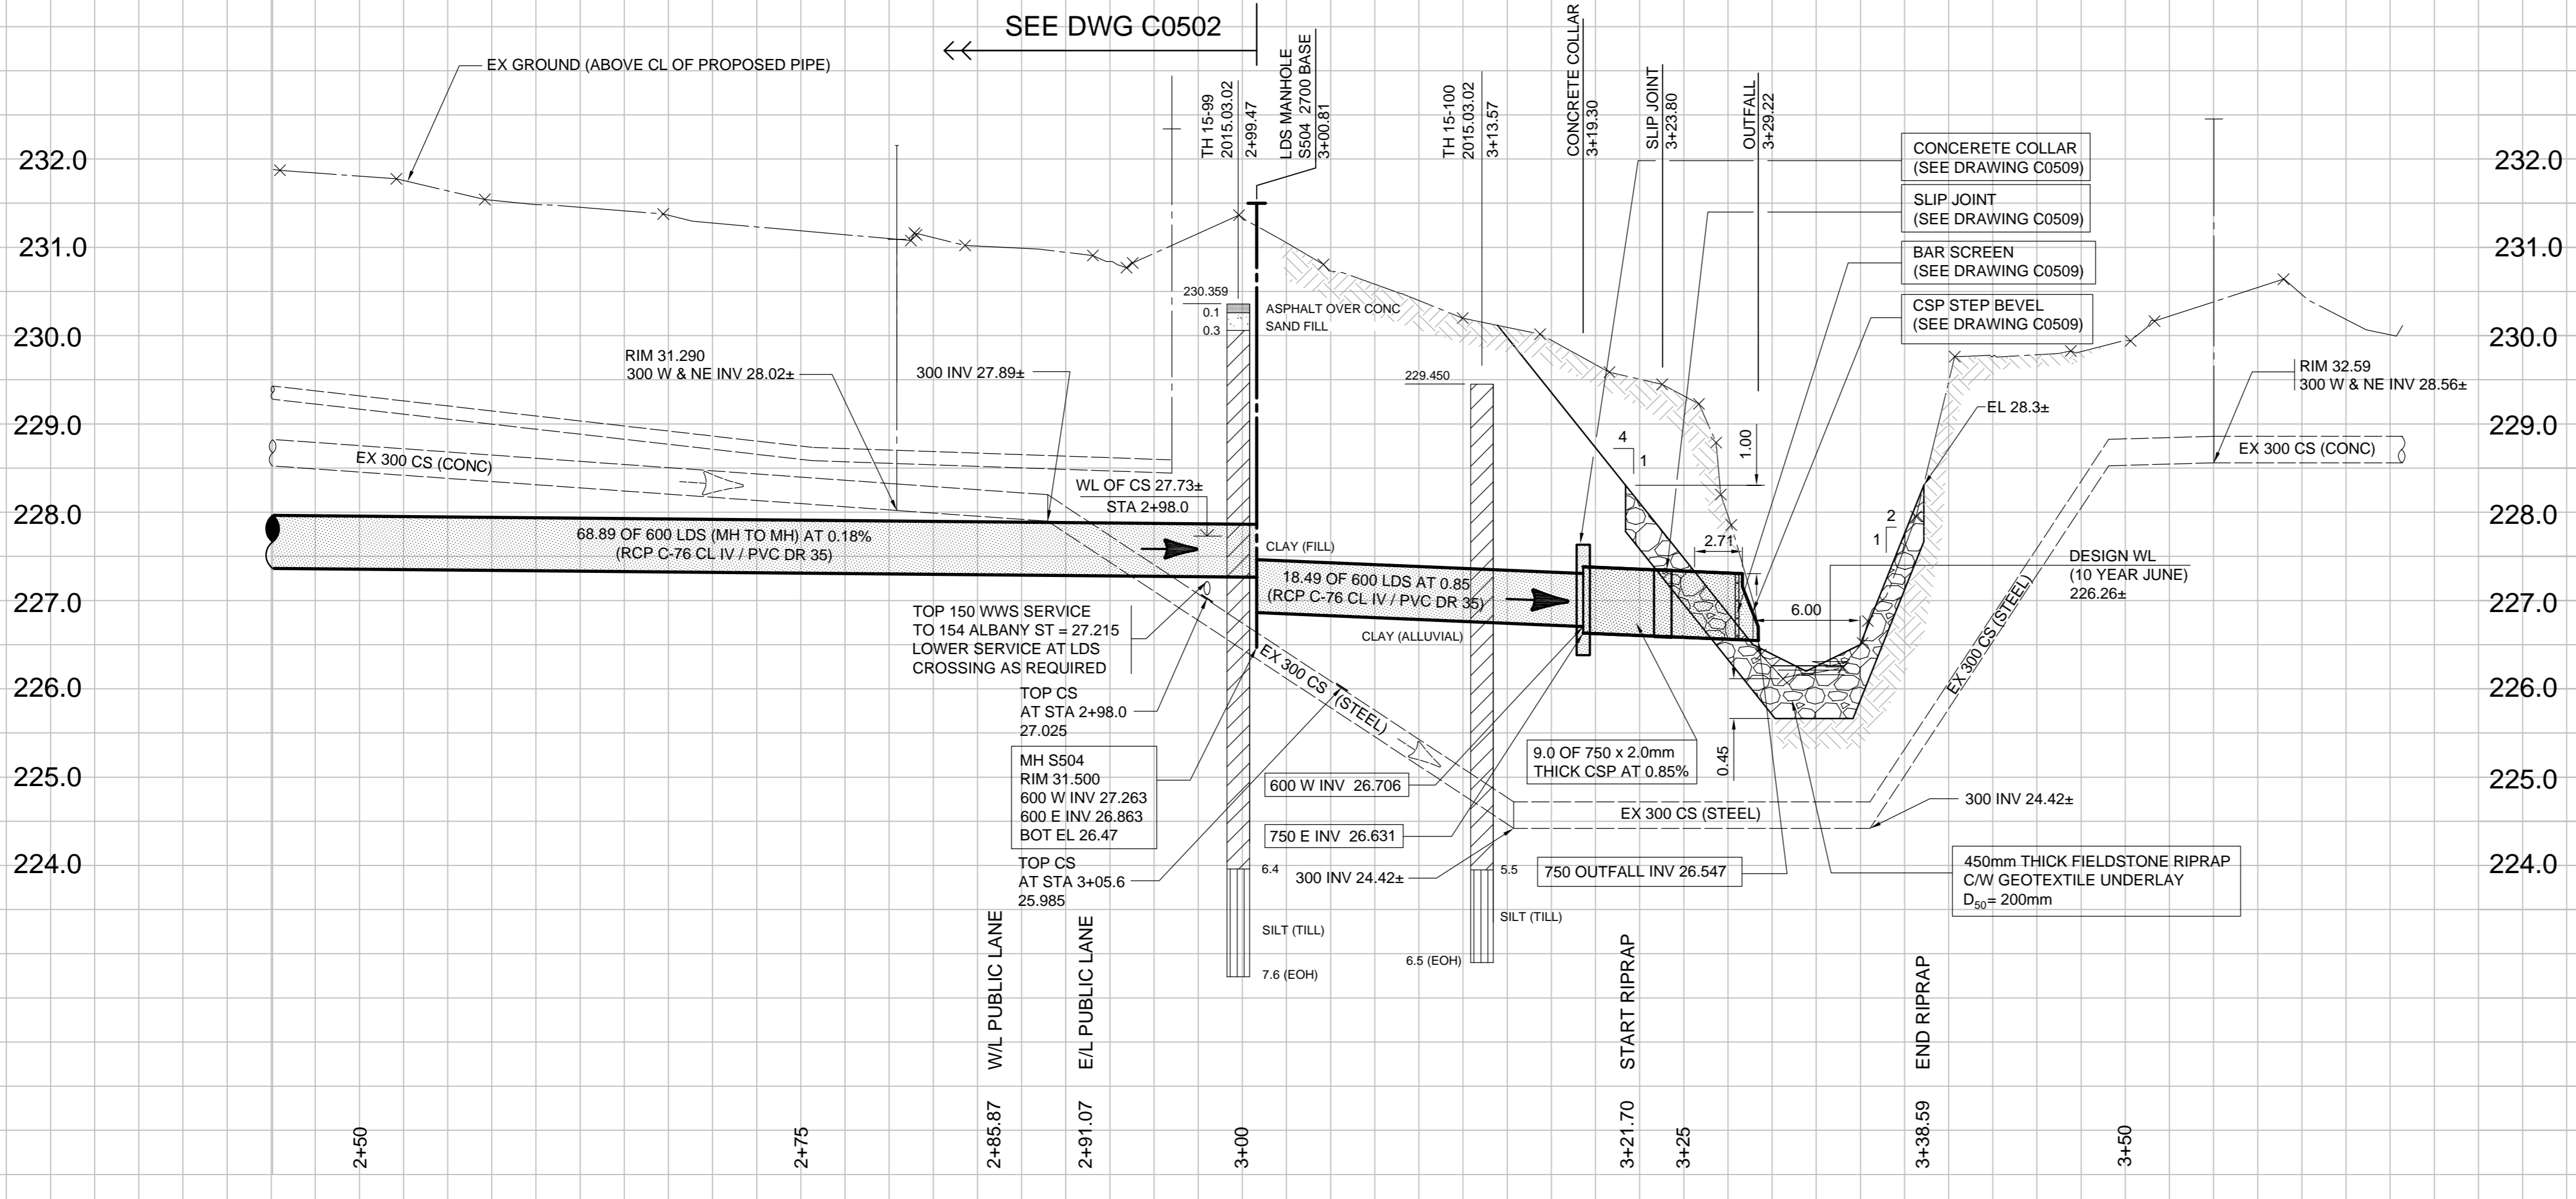 SEE DWG C0502
EX GROUND (ABOVE CL OF PROPOSED PIPE)
TH 15-99
2015.03.02
2+99.47
LDS MANHOLE
S504 2700 BASE
3+00.81
TH 15-100
2015.03.02
3+13.57
CONCRETE COLLAR
3+19.30
SLIP JOINT
3+23.80
OUTFALL
3+29.22
CONCERETE COLLAR
(SEE DRAWING C0509)
SLIP JOINT
(SEE DRAWING C0509)
BAR SCREEN
(SEE DRAWING C0509)
CSP STEP BEVEL
(SEE DRAWING C0509)
232.0
231.0
230.0
229.0
228.0
227.0
226.0
225.0
224.0
232.0
231.0
230.0
229.0
228.0
227.0
226.0
225.0
224.0
230.359
0.1
0.3
ASPHALT OVER CONC
SAND FILL
RIM 31.290
300 W & NE INV 28.02±
300 INV 27.89±
229.450
RIM 32.59
300 W & NE INV 28.56±
EL 28.3±
4
1
1.00
EX 300 CS (CONC)
EX 300 CS (CONC)
WL OF CS 27.73±
STA 2+98.0
68.89 OF 600 LDS (MH TO MH) AT 0.18%
(RCP C-76 CL IV / PVC DR 35)
CLAY (FILL)
2.71
2
1
DESIGN WL
(10 YEAR JUNE)
226.26±
18.49 OF 600 LDS AT 0.85
(RCP C-76 CL IV / PVC DR 35)
6.00
TOP 150 WWS SERVICE
TO 154 ALBANY ST = 27.215
LOWER SERVICE AT LDS
CROSSING AS REQUIRED
CLAY (ALLUVIAL)
EX 300 CS (STEEL)
EX 300 CS (STEEL)
TOP CS
AT STA 2+98.0
27.025
MH S504
RIM 31.500
600 W INV 27.263
600 E INV 26.863
BOT EL 26.47
600 W INV 26.706
9.0 OF 750 x 2.0mm
THICK CSP AT 0.85%
0.45
750 E INV 26.631
EX 300 CS (STEEL)
300 INV 24.42±
TOP CS
AT STA 3+05.6
25.985
6.4
300 INV 24.42±
5.5
750 OUTFALL INV 26.547
450mm THICK FIELDSTONE RIPRAP
C/W GEOTEXTILE UNDERLAY
D50= 200mm
SILT (TILL)
SILT (TILL)
7.6 (EOH)
6.5 (EOH)
W/L PUBLIC LANE
E/L PUBLIC LANE
START RIPRAP
END RIPRAP
2+50
2+75
2+85.87
2+91.07
3+00
3+21.70
3+25
3+38.59
3+50